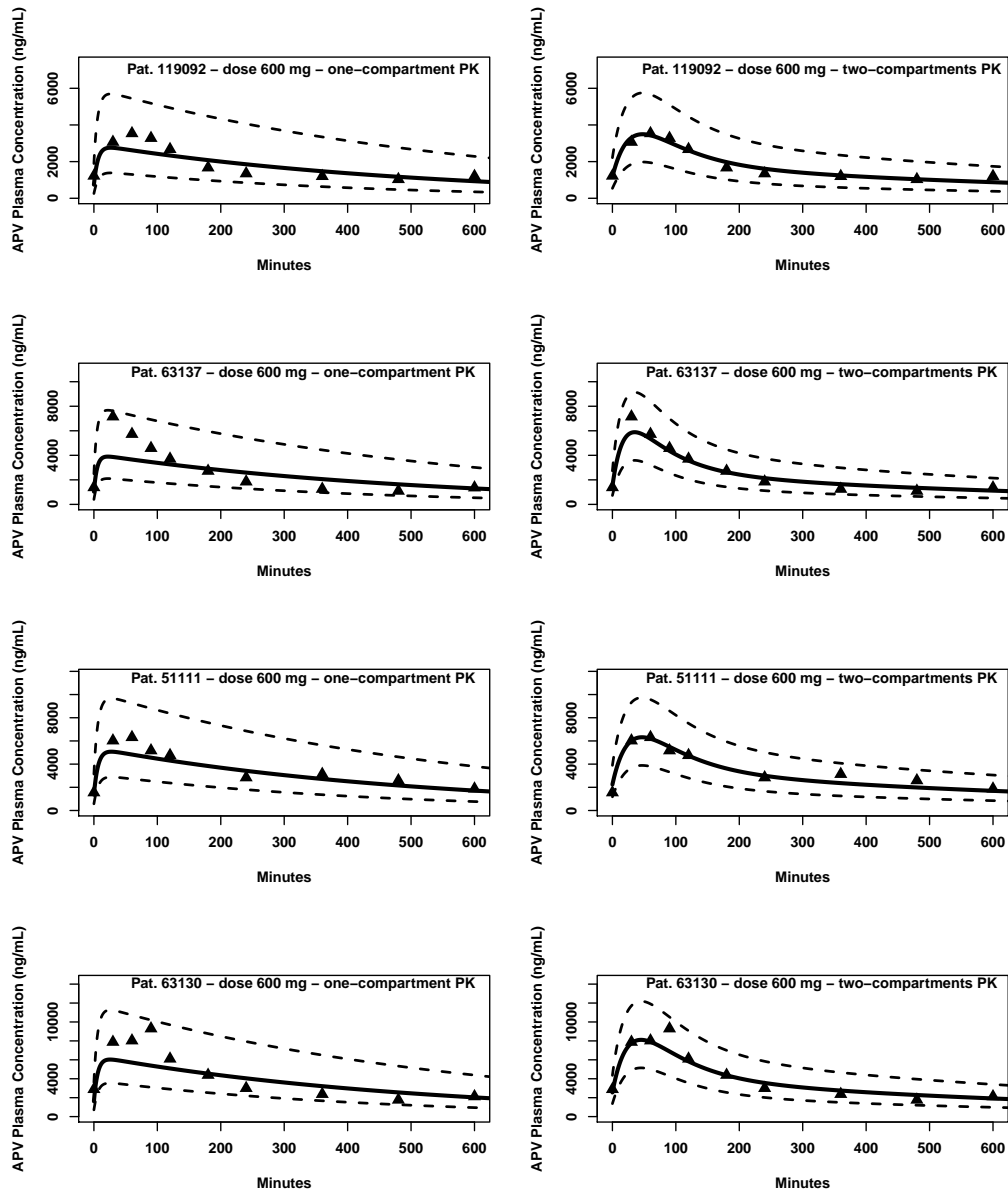 APV Plasma Concentration (ng/mL)
Pat. 119092 − dose 600 mg − one−compartment PK
0 2000 6000
0 100 200 300 400 500 600
Minutes
APV Plasma Concentration (ng/mL)
Pat. 119092 − dose 600 mg − two−compartments PK
0 2000 6000
0 100 200 300 400 500 600
Minutes
APV Plasma Concentration (ng/mL)
Pat. 63137 − dose 600 mg − one−compartment PK
0 4000 8000
0 100 200 300 400 500 600
Minutes
APV Plasma Concentration (ng/mL)
Pat. 63137 − dose 600 mg − two−compartments PK
0 4000 8000
0 100 200 300 400 500 600
Minutes
APV Plasma Concentration (ng/mL)
Pat. 51111 − dose 600 mg − one−compartment PK
0 4000 8000
0 100 200 300 400 500 600
Minutes
APV Plasma Concentration (ng/mL)
Pat. 51111 − dose 600 mg − two−compartments PK
0 4000 8000
0 100 200 300 400 500 600
Minutes
APV Plasma Concentration (ng/mL)
Pat. 63130 − dose 600 mg − one−compartment PK
0 4000 10000
0 100 200 300 400 500 600
Minutes
APV Plasma Concentration (ng/mL)
Pat. 63130 − dose 600 mg − two−compartments PK
0 4000 10000
0 100 200 300 400 500 600
Minutes